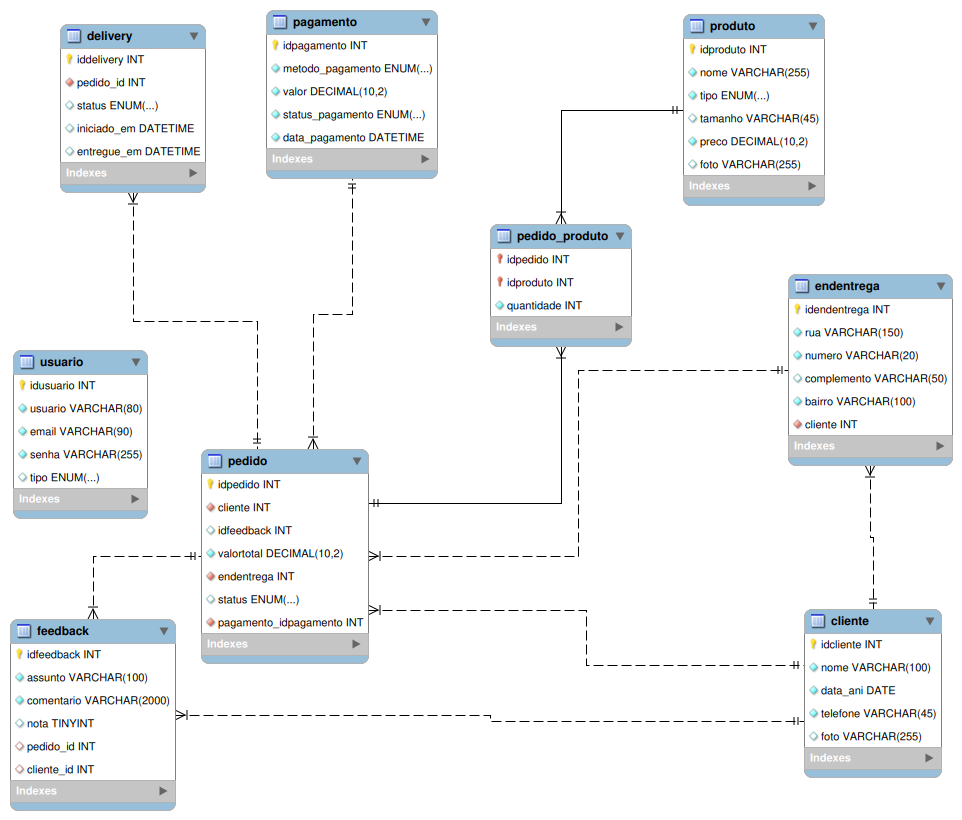 delivery
iddelivery INT
pedido_id INT
status ENUM(...)
iniciado_em DATETIME
entregue_em DATETIME
Indexes
pagamento
idpagamento INT
metodo_pagamento ENUM(...)
valor DECIMAL(10,2)
status_pagamento ENUM(...)
data_pagamento DATETIME
Indexes
produto
idproduto INT
nome VARCHAR(255)
tipo ENUM(...)
tamanho VARCHAR(45)
preco DECIMAL(10,2)
foto VARCHAR(255)
Indexes
pedido_produto
idpedido INT
idproduto INT
quantidade INT
Indexes
endentrega
idendentrega INT
rua VARCHAR(150)
numero VARCHAR(20)
complemento VARCHAR(50)
bairro VARCHAR(100)
cliente INT
Indexes
usuario
idusuario INT
usuario VARCHAR(80)
email VARCHAR(90)
senha VARCHAR(255)
tipo ENUM(...)
Indexes
pedido
idpedido INT
cliente INT
idfeedback INT
valortotal DECIMAL(10,2)
endentrega INT
status ENUM(...)
pagamento_idpagamento INT
Indexes
feedback
idfeedback INT
assunto VARCHAR(100)
comentario VARCHAR(2000)
nota TINYINT
pedido_id INT
cliente_id INT
Indexes
cliente
idcliente INT
nome VARCHAR(100)
data_ani DATE
telefone VARCHAR(45)
foto VARCHAR(255)
Indexes